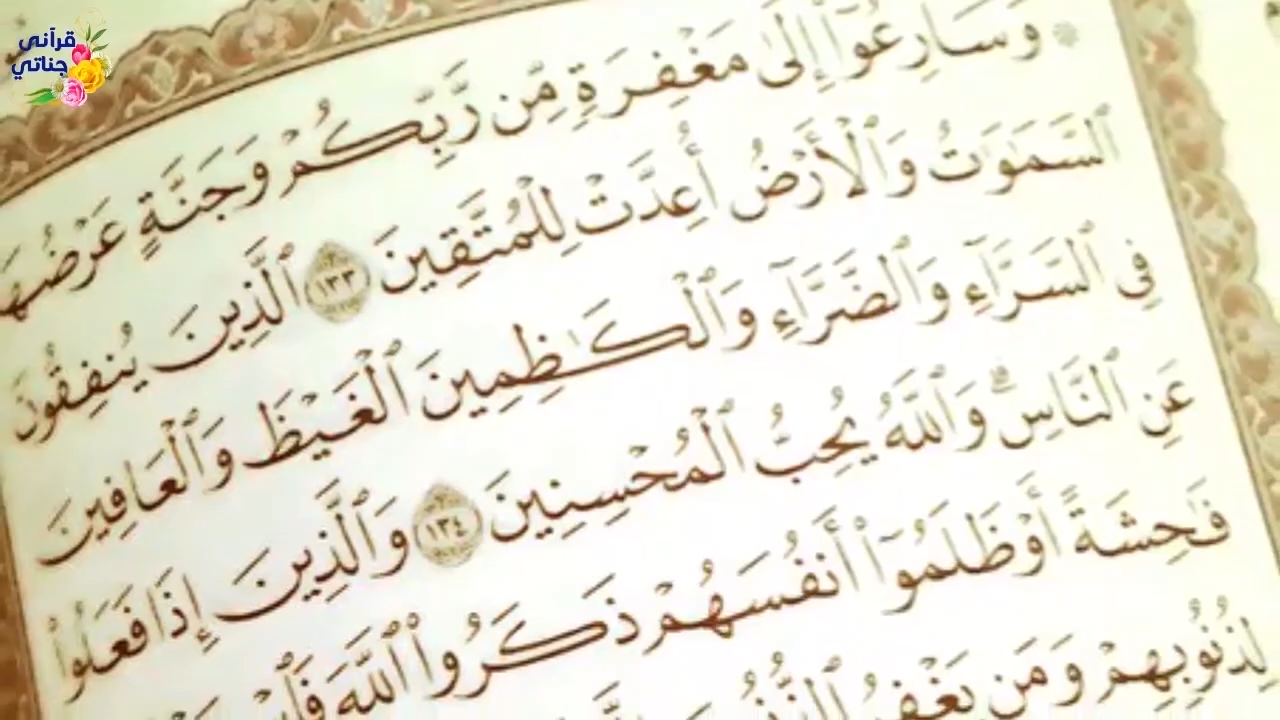 قرآنى
جناتي
۞ وَسَارِعُوٓا۟ إِلَىٰ مَغْفِرَةٍ مِّن رَّبِّكُمْ وَجَنَّةٍ عَرْضُهَا
ٱلسَّمَـٰوَٰتُ وَٱلْأَرْضُ أُعِدَّتْ لِلْمُتَّقِينَ ١٣٣ ٱلَّذِينَ يُنفِقُونَ
فِى ٱلسَّرَّآءِ وَٱلضَّرَّآءِ وَٱلْكَـٰظِمِينَ ٱلْغَيْظَ وَٱلْعَافِينَ
عَنِ ٱلنَّاسِ ۗ وَٱللَّهُ يُحِبُّ ٱلْمُحْسِنِينَ ١٣٤ وَٱلَّذِينَ إِذَا فَعَلُوا۟
فَـٰحِشَةً أَوْ ظَلَمُوٓا۟ أَنفُسَهُمْ ذَكَرُوا۟ ٱللَّهَ
لِذُنُوبِهِمْ وَمَن يَغْفِرُ